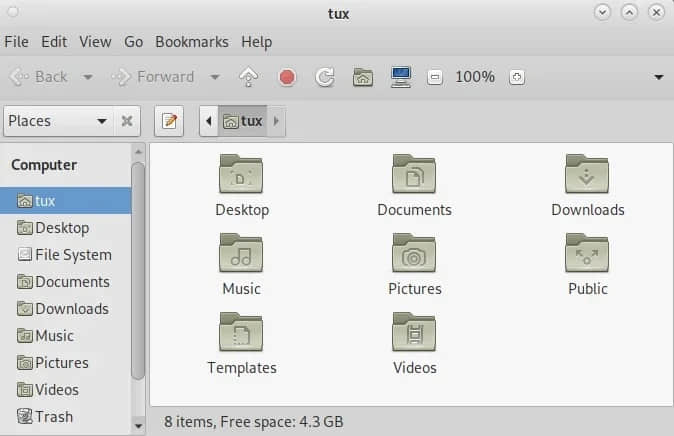 tux
File Edit View Go Bookmarks Help
Back Forward 100%
Places tux
Computer
tux
Desktop
File System
Documents
Downloads
Music
Pictures
Videos
Trash
Desktop Documents Downloads
Music Pictures Public
Templates Videos
8 items, Free space: 4.3 GB